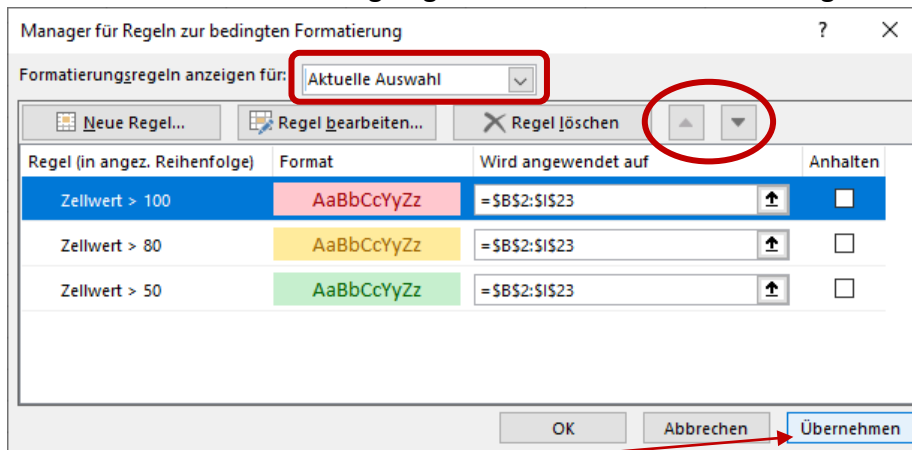 Manager für Regeln zur bedingten Formatierung ?
Formatierungsregeln anzeigen für: Aktuelle Auswahl
Neue Regel... Regel bearbeiten... Regel löschen
Regel (in angez. Reihenfolge) Format Wird angewendet auf Anhalten
Zellwert > 100 AaBbCcYyZz =$B$2:$I$23
Zellwert > 80 AaBbCcYyZz =$B$2:$I$23
Zellwert > 50 AaBbCcYyZz =$B$2:$I$23
OK Abbrechen Übernehmen